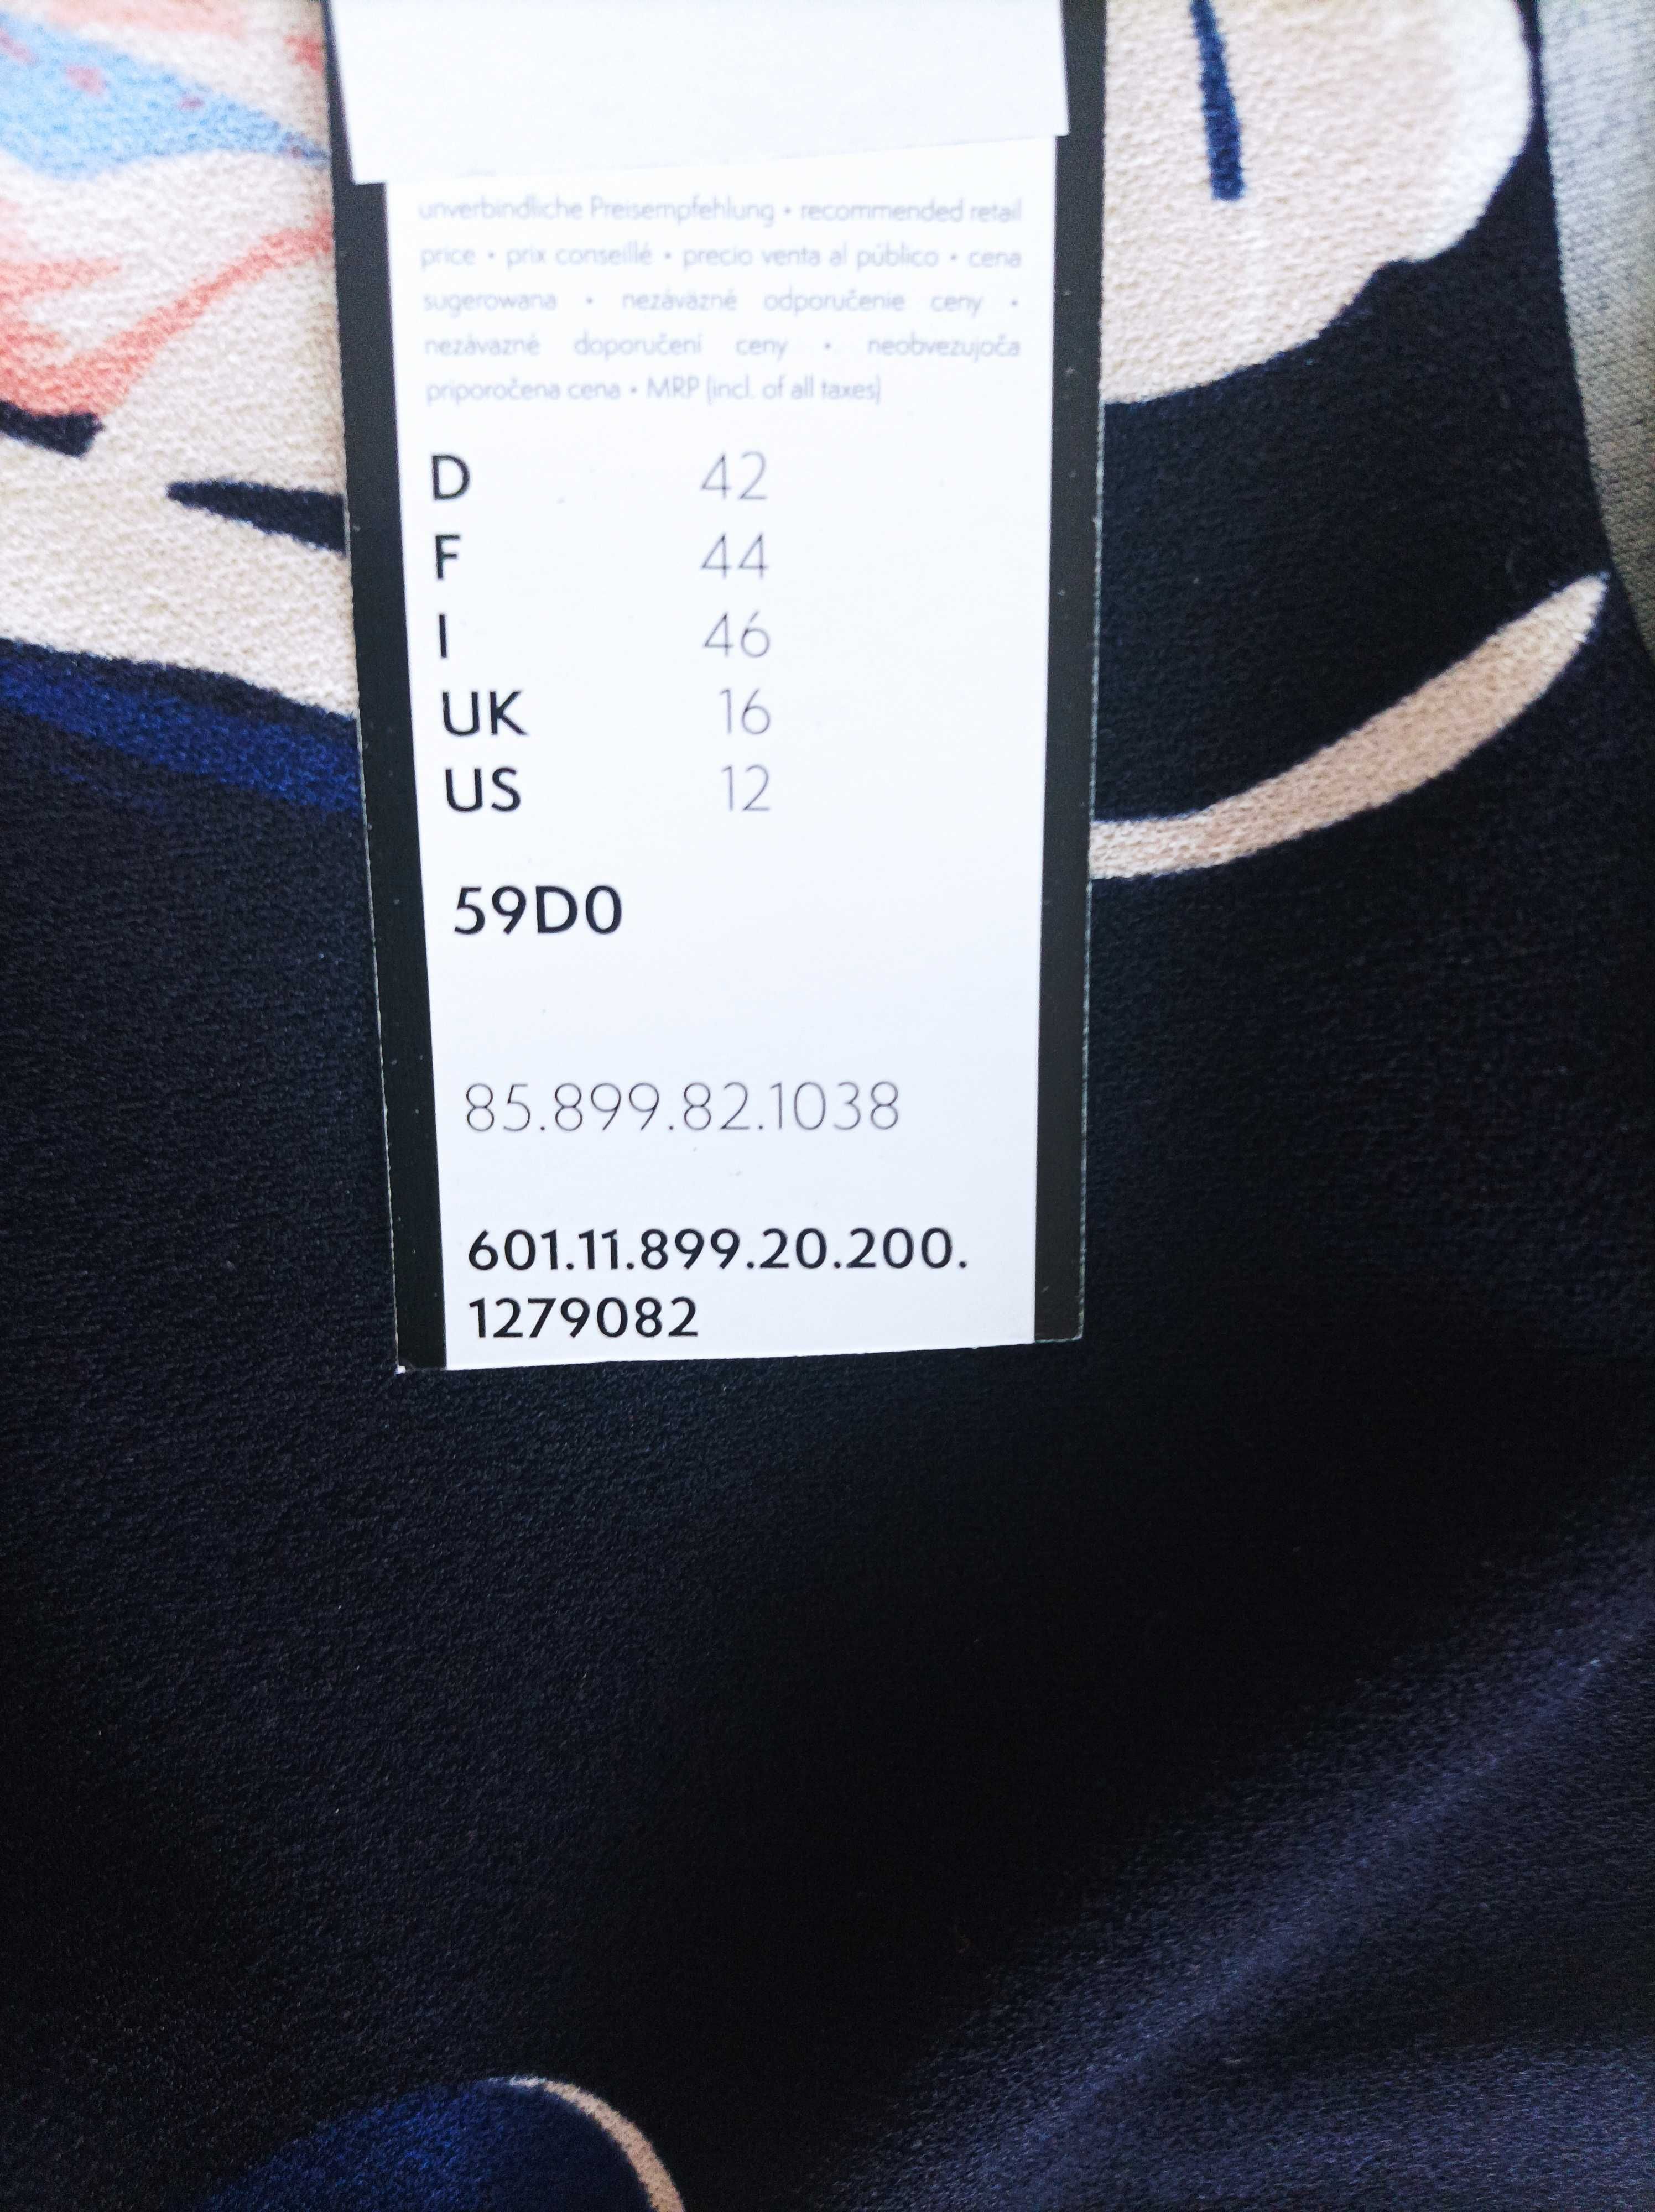 unverbindliche Preisempfehlung • recommended retail
price • prix conseillé • precio venta al público • cena
sugerowana • nezáväzné odporučenie ceny •
nezávazné doporučení ceny • neobvezujoča
priporočena cena • MRP (incl. of all taxes)
D 42
F 44
I 46
UK 16
US 12
59D0
85.899.82.1038
601.11.899.20.200.
1279082